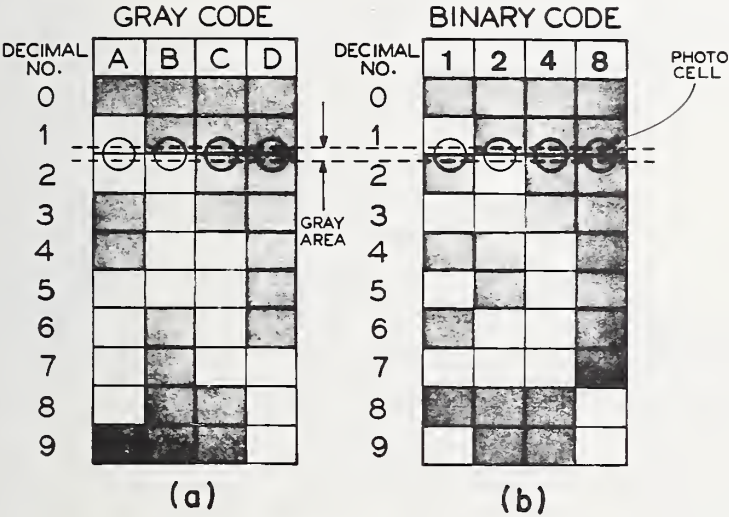 GRAY CODE
DECIMAL NO.
A B C D
0
1
2
3
4
5
6
7
8
9
GRAY AREA
(a)
BINARY CODE
DECIMAL NO.
1 2 4 8
0
1
2
3
4
5
6
7
8
9
PHOTO CELL
(b)